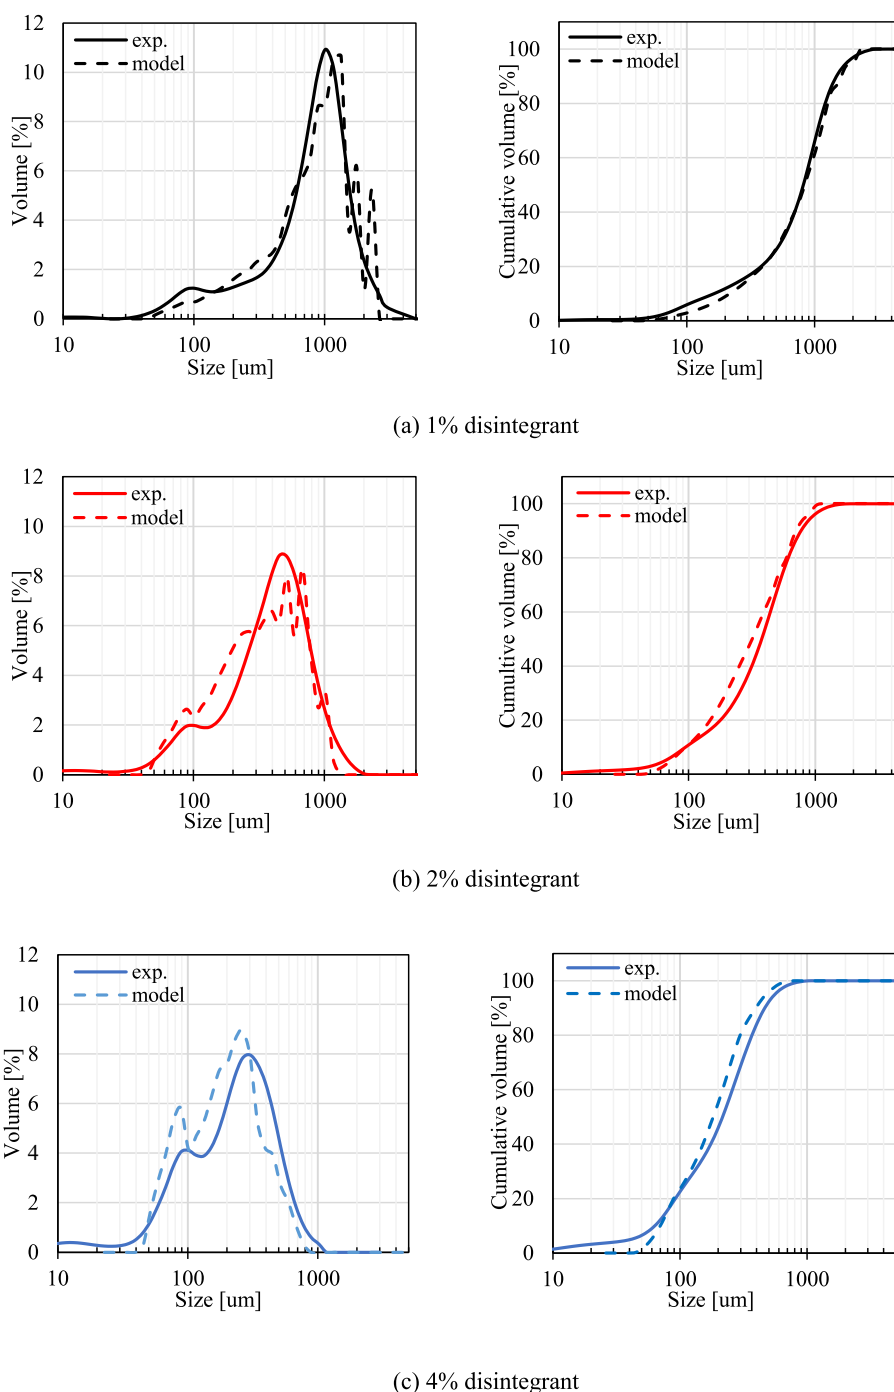 12
10
8
6
4
2
0
Volume [%]
exp.
model
10 100 1000
Size [um]
100
80
60
40
20
0
Cumulative volume [%]
exp.
model
10 100 1000
Size [um]
(a) 1% disintegrant
12
10
8
6
4
2
0
Volume [%]
exp.
model
10 100 1000
Size [um]
100
80
60
40
20
0
Cumultive volume [%]
exp.
model
10 100 1000
Size [um]
(b) 2% disintegrant
12
10
8
6
4
2
0
Volume [%]
exp.
model
10 100 1000
Size [um]
100
80
60
40
20
0
Cumulative volume [%]
exp.
model
10 100 1000
Size [um]
(c) 4% disintegrant